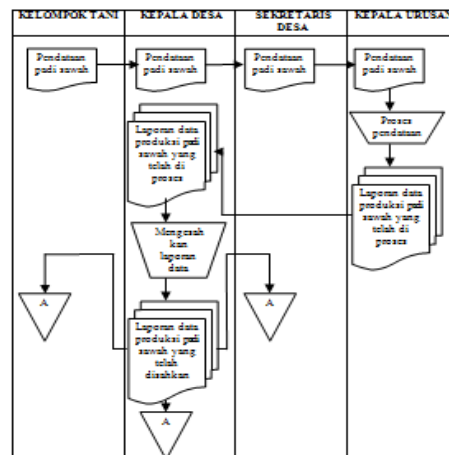 KELOMPOK TANI
KEPALA DESA
SEKRETARIS
DESA
KEPALA URUSAN
Pendataan
padi sawah
Pendataan
padi sawah
Pendataan
padi sawah
Pendataan
padi sawah
Proses
pendataan
Laporan data
produksi padi
sawah yang
telah di
proses
Laporan data
produksi padi
sawah yang
telah di
proses
Mengesah
kan
laporan
data
A
A
Laporan data
produksi padi
sawah yang
telah
disahkan
A